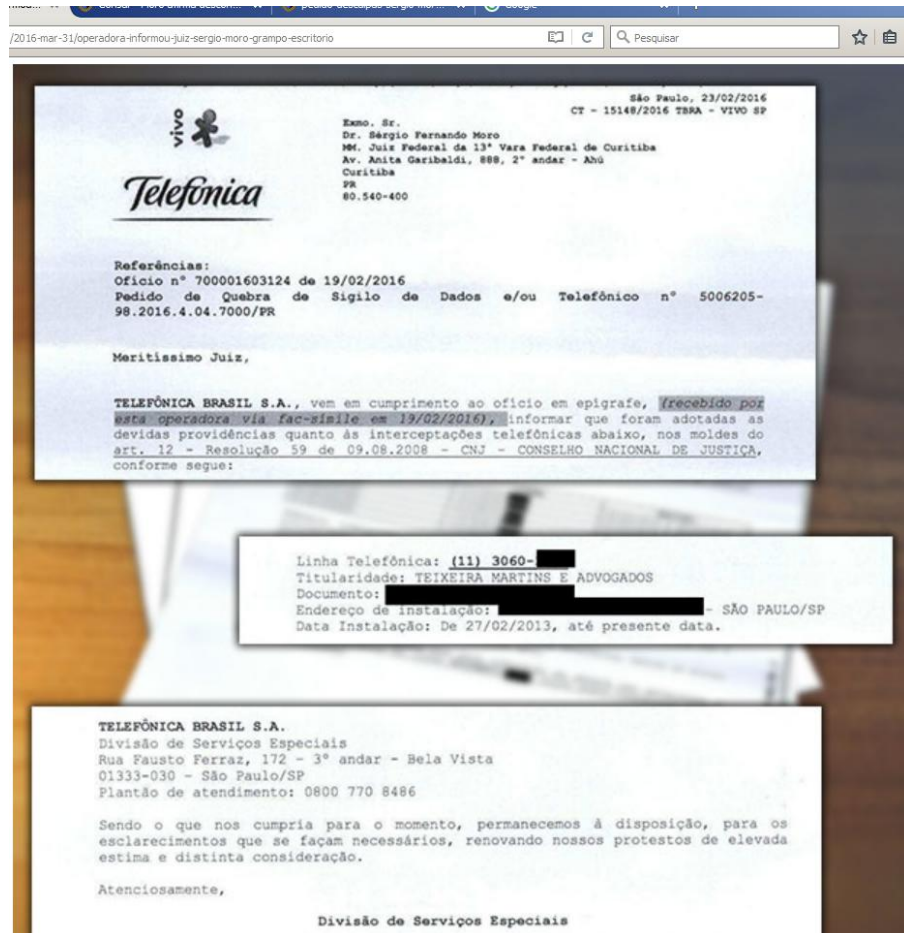 /2016-mar-31/operadora-informou-juiz-sergio-moro-grampo-escritorio
Pesquisar
São Paulo, 23/02/2016
CT - 15148/2016 TBRA - VIVO SP
vivo
Telefónica
Exmo. Sr.
Dr. Sérgio Fernando Moro
MM. Juiz Federal da 13ª Vara Federal de Curitiba
Av. Anita Garibaldi, 888, 2° andar - Ahú
Curitiba
PR
80.540-400
Referências:
Ofício n° 700001603124 de 19/02/2016
Pedido de Quebra de Sigilo de Dados e/ou Telefônico n° 5006205-
98.2016.4.04.7000/PR
Meritíssimo Juiz,
TELEFÔNICA BRASIL S.A., vem em cumprimento ao ofício em epígrafe, (recebido por
esta operadora via fac-símile em 19/02/2016), informar que foram adotadas as
devidas providências quanto às interceptações telefônicas abaixo, nos moldes do
art. 12 - Resolução 59 de 09.08.2008 - CNJ - CONSELHO NACIONAL DE JUSTIÇA,
conforme segue:
Linha Telefônica: (11) 3060-
Titularidade: TEIXEIRA MARTINS E ADVOGADOS
Documento:
Endereço de instalação: - SÃO PAULO/SP
Data Instalação: De 27/02/2013, até presente data.
TELEFÔNICA BRASIL S.A.
Divisão de Serviços Especiais
Rua Fausto Ferraz, 172 - 3° andar - Bela Vista
01333-030 - São Paulo/SP
Plantão de atendimento: 0800 770 8486
Sendo o que nos cumpria para o momento, permanecemos à disposição, para os
esclarecimentos que se façam necessários, renovando nossos protestos de elevada
estima e distinta consideração.
Atenciosamente,
Divisão de Serviços Especiais